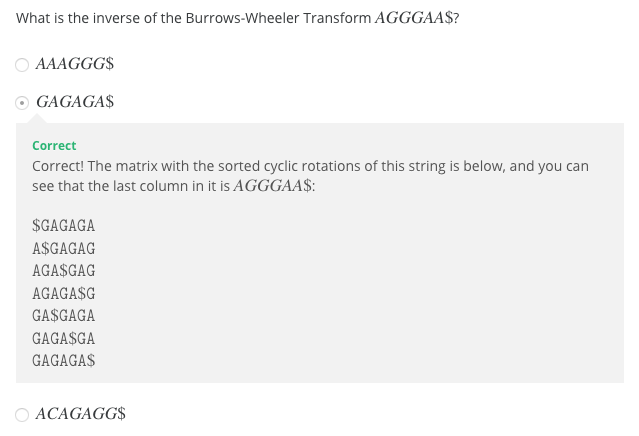 What is the inverse of the Burrows-Wheeler Transform AGGGAA$?
AAAGGG$
GAGAGA$
Correct
Correct! The matrix with the sorted cyclic rotations of this string is below, and you can
see that the last column in it is AGGGAA$:
$GAGAGA
A$GAGAG
AGA$GAG
AGAGA$G
GA$GAGA
GAGA$GA
GAGAGA$
ACAGAGG$